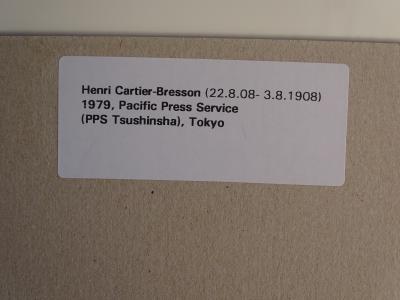 Henri Cartier-Bresson (22.8.08- 3.8.1908)
1979, Pacific Press Service
(PPS Tsushinsha), Tokyo